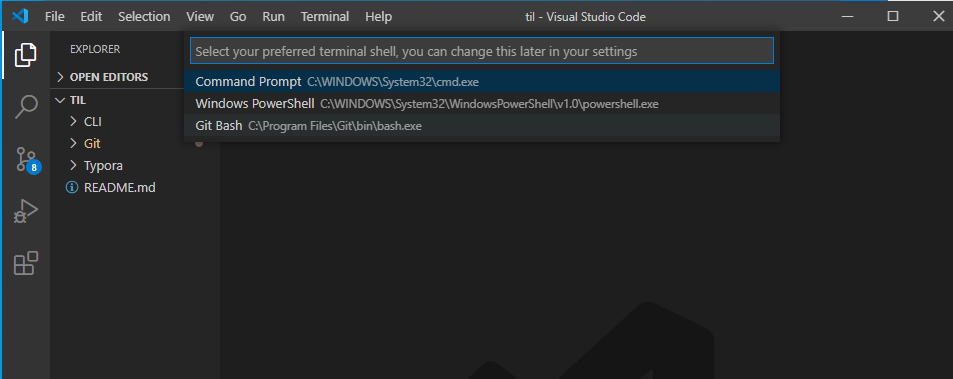 File Edit Selection View Go Run Terminal Help til - Visual Studio Code
EXPLORER
Select your preferred terminal shell, you can change this later in your settings
OPEN EDITORS
Command Prompt C:\WINDOWS\System32\cmd.exe
TIL
Windows PowerShell C:\WINDOWS\System32\WindowsPowerShell\v1.0\powershell.exe
CLI
Git Bash C:\Program Files\Git\bin\bash.exe
Git
Typora
8
README.md